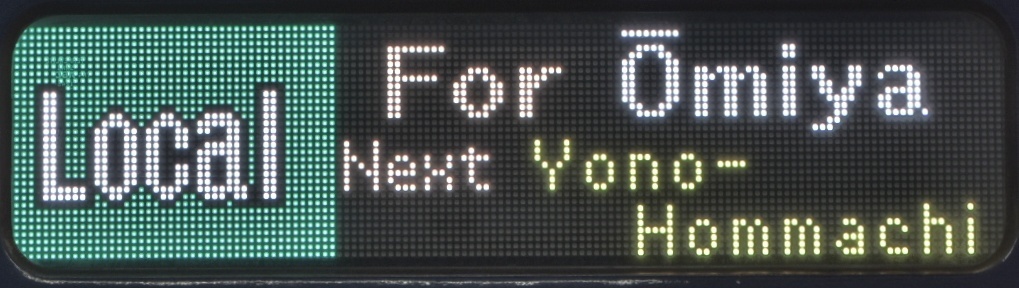 Local
For Ōmiya
Next Yono-
Hommachi